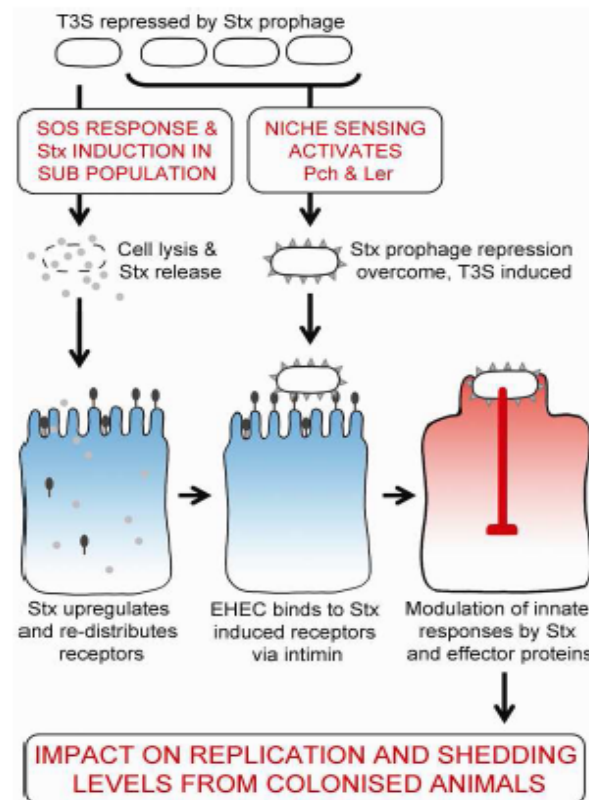 T3S repressed by Stx prophage
SOS RESPONSE &
Stx INDUCTION IN
SUB POPULATION
NICHE SENSING
ACTIVATES
Pch & Ler
Cell lysis &
Stx release
Stx prophage repression
overcome, T3S induced
Stx upregulates
and re-distributes
receptors
EHEC binds to Stx
induced receptors
via intimin
Modulation of innate
responses by Stx
and effector proteins
IMPACT ON REPLICATION AND SHEDDING
LEVELS FROM COLONISED ANIMALS